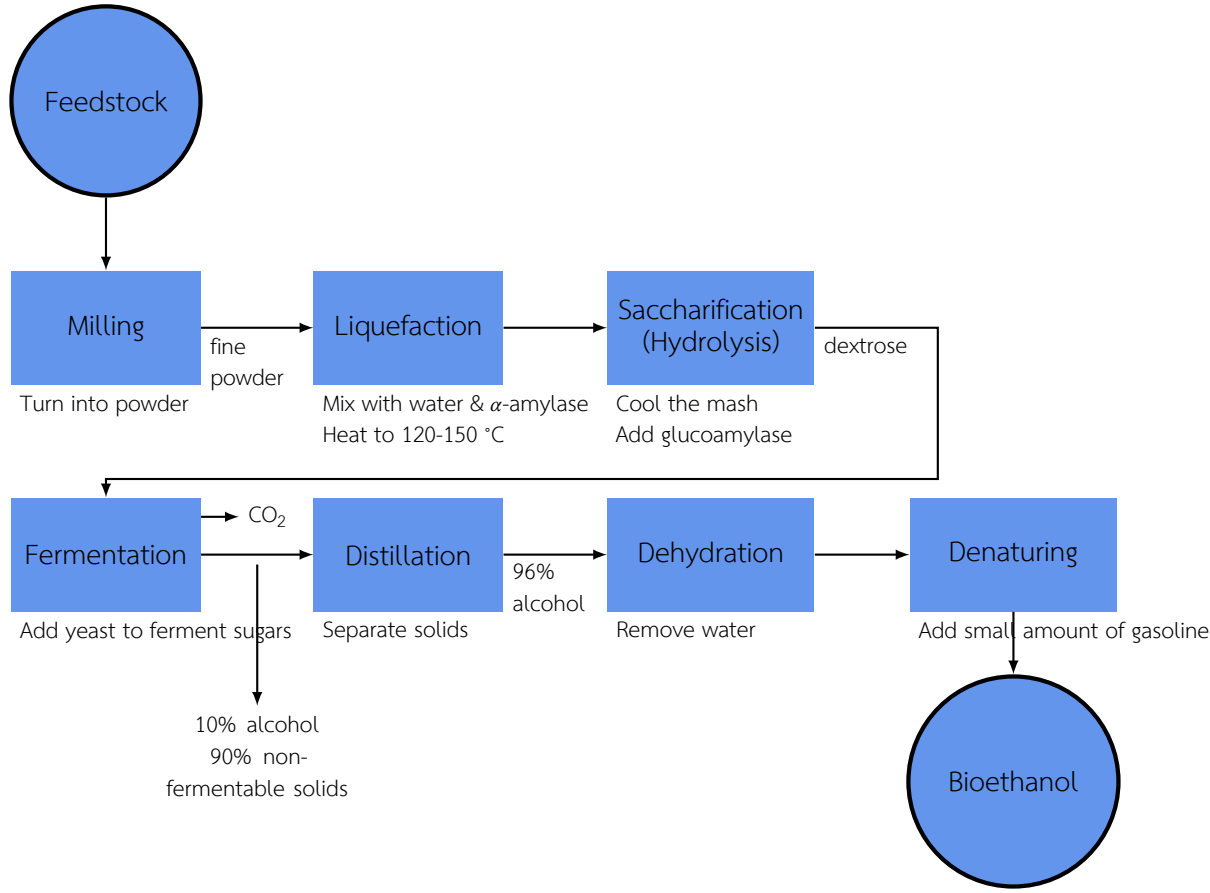 Feedstock
Milling
fine
powder
Turn into powder
Liquefaction
Mix with water & α-amylase
Heat to 120-150 °C
Saccharification
(Hydrolysis)
dextrose
Cool the mash
Add glucoamylase
Fermentation
CO₂
Add yeast to ferment sugars
10% alcohol
90% non-
fermentable solids
Distillation
96%
alcohol
Separate solids
Dehydration
Remove water
Denaturing
Add small amount of gasoline
Bioethanol